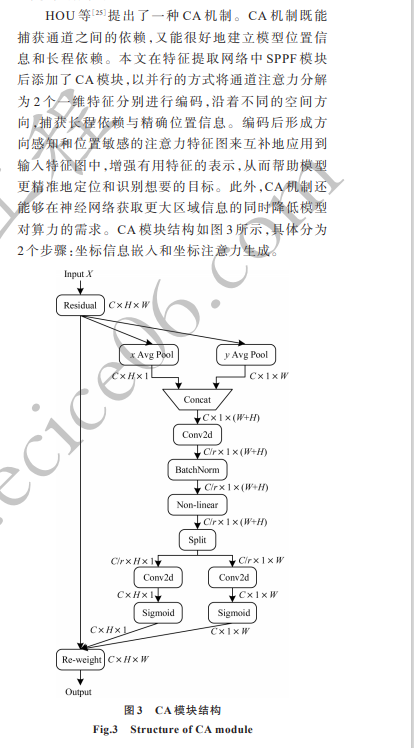 HOU 等[25]提出了一种 CA 机制。CA 机制既能
捕获通道之间的依赖,又能很好地建立模型位置信
息和长程依赖。本文在特征提取网络中 SPPF 模块
后添加了 CA 模块,以并行的方式将通道注意力分解
为 2 个一维特征分别进行编码,沿着不同的空间方
向,捕获长程依赖与精确位置信息。编码后形成方
向感知和位置敏感的注意力特征图来互补地应用到
输入特征图中,增强有用特征的表示,从而帮助模型
更精准地定位和识别想要的目标。此外,CA 机制还
能够在神经网络获取更大区域信息的同时降低模型
对算力的需求。CA 模块结构如图 3 所示,具体分为
2 个步骤:坐标信息嵌入和坐标注意力生成。
Input X
Residual C×H×W
x Avg Pool y Avg Pool
C×H×1 C×1×W
Concat
C×1×(W+H)
Conv2d
C/r×1×(W+H)
BatchNorm
C/r×1×(W+H)
Non-linear
C/r×1×(W+H)
Split
C/r×H×1 C/r×1×W
Conv2d Conv2d
C×H×1 C×1×W
Sigmoid Sigmoid
C×H×1 C×1×W
Re-weight C×H×W
Output
图 3 CA 模块结构
Fig.3 Structure of CA module
工程
ecice06.com